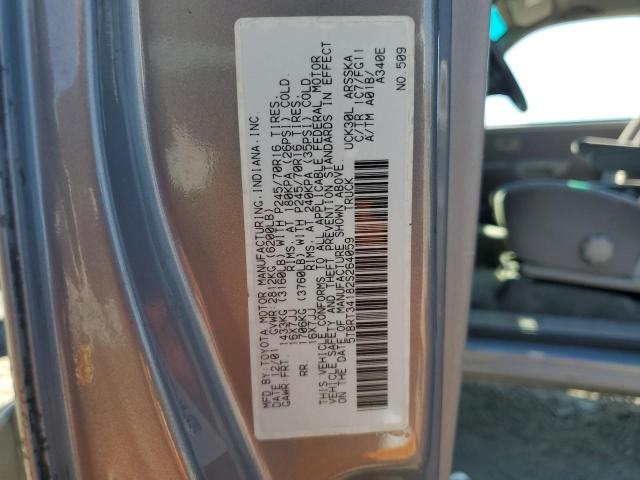 MFD.BY:TOYOTA MOTOR MANUFACTURING.INDIANA.INC
DATE 12/01 GVWR:2812KG (6200LB)
GAWR:FRT. 1433KG (3160LB) WITH P245/70R16 TIRES.
16X7JJ RIMS. AT 180KPA (26PSI) COLD.
RR. 1706KG (3760LB) WITH P245/70R16 TIRES.
16X7JJ RIMS. AT 240KPA (35PSI) COLD.
THIS VEHICLE CONFORMS TO ALL APPLICABLE FEDERAL MOTOR
VEHICLE SAFETY AND THEFT PREVENTION STANDARDS IN EFFECT
ON THE DATE OF MANUFACTURE SHOWN ABOVE.
5TBRT34182S264059 TRUCK
UCK30L ARSSKA
C/TR 1C7/FG11
A/TM A01B/
A340E
NO 509